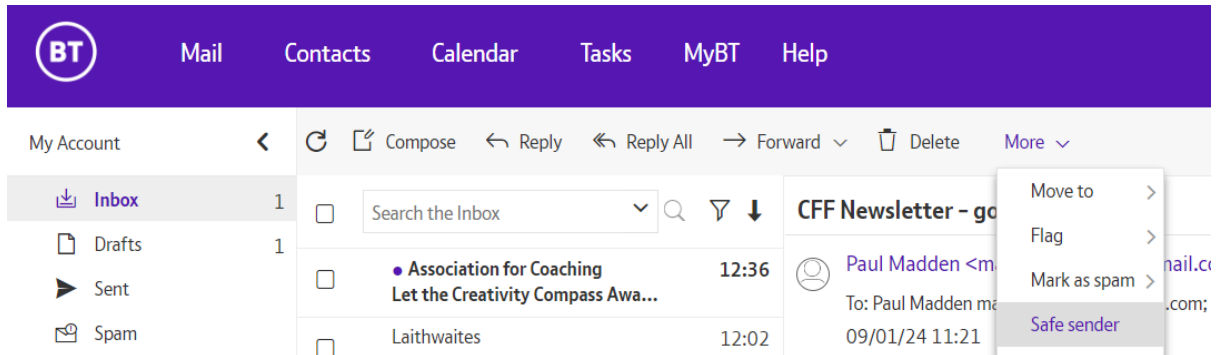 BT Mail Contacts Calendar Tasks MyBT Help
My Account Compose Reply Reply All Forward Delete More
Inbox 1
Drafts 1
Sent
Spam
Search the Inbox
Association for Coaching 12:36
Let the Creativity Compass Awa...
Laithwaites 12:02
CFF Newsletter – go
Paul Madden <m nail.co
To: Paul Madden ma .com;
09/01/24 11:21
Move to
Flag
Mark as spam
Safe sender